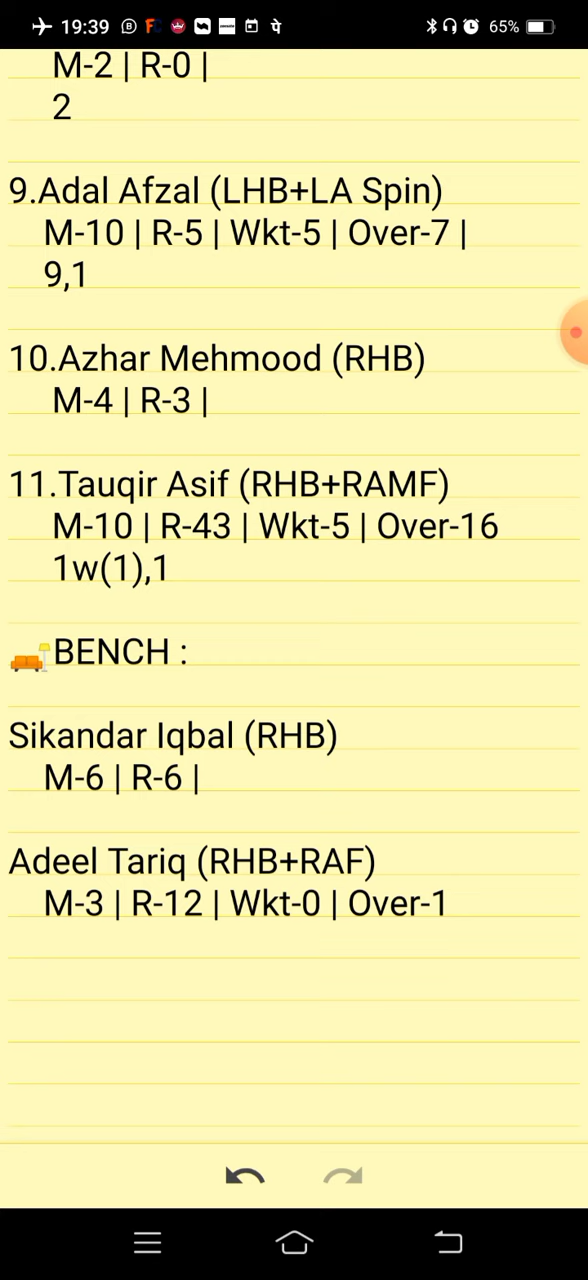 19:39
65%
M-2 | R-0 |
2
9.Adal Afzal (LHB+LA Spin)
M-10 | R-5 | Wkt-5 | Over-7 |
9,1
10.Azhar Mehmood (RHB)
M-4 | R-3 |
11.Tauqir Asif (RHB+RAMF)
M-10 | R-43 | Wkt-5 | Over-16
1w(1),1
🛋️BENCH :
Sikandar Iqbal (RHB)
M-6 | R-6 |
Adeel Tariq (RHB+RAF)
M-3 | R-12 | Wkt-0 | Over-1